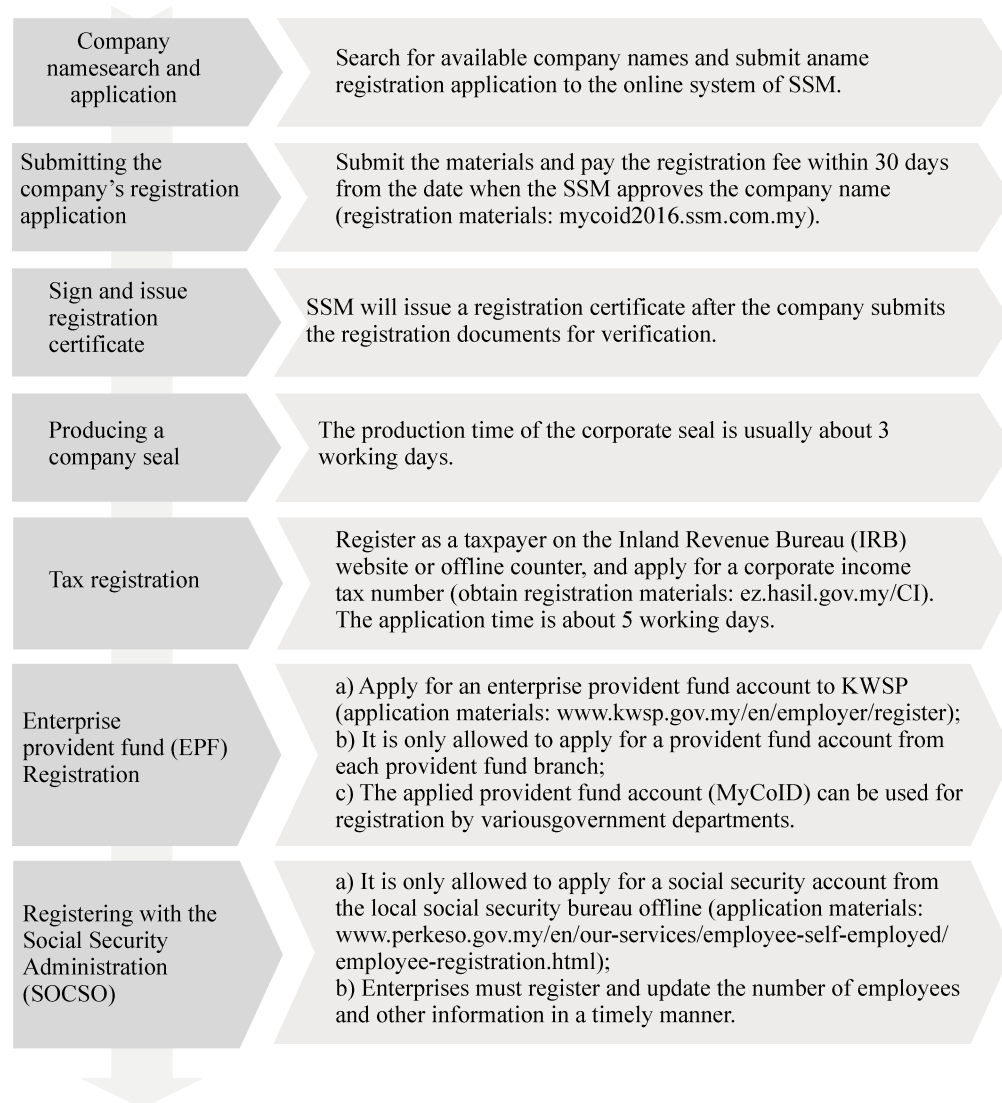 Company
namesearch and
application
Search for available company names and submit aname
registration application to the online system of SSM.
Submitting the
company's registration
application
Submit the materials and pay the registration fee within 30 days
from the date when the SSM approves the company name
(registration materials: mycoid2016.ssm.com.my).
Sign and issue
registration
certificate
SSM will issue a registration certificate after the company submits
the registration documents for verification.
Producing a
company seal
The production time of the corporate seal is usually about 3
working days.
Tax registration
Register as a taxpayer on the Inland Revenue Bureau (IRB)
website or offline counter, and apply for a corporate income
tax number (obtain registration materials: ez.hasil.gov.my/CI).
The application time is about 5 working days.
Enterprise
provident fund (EPF)
Registration
a) Apply for an enterprise provident fund account to KWSP
(application materials: www.kwsp.gov.my/en/employer/register);
b) It is only allowed to apply for a provident fund account from
each provident fund branch;
c) The applied provident fund account (MyCoID) can be used for
registration by variousgovernment departments.
Registering with the
Social Security
Administration
(SOCSO)
a) It is only allowed to apply for a social security account from
the local social security bureau offline (application materials:
www.perkeso.gov.my/en/our-services/employee-self-employed/
employee-registration.html);
b) Enterprises must register and update the number of employees
and other information in a timely manner.